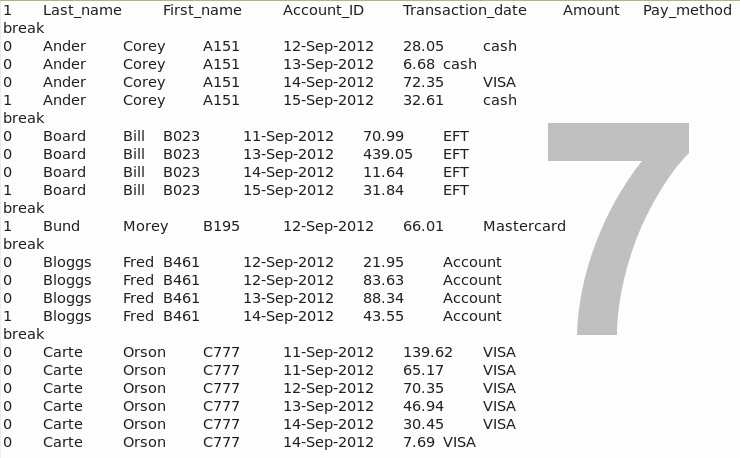 1 Last_name First_name Account_ID Transaction_date Amount Pay_method
break
0 Ander Corey A151 12-Sep-2012 28.05 cash
0 Ander Corey A151 13-Sep-2012 6.68 cash
0 Ander Corey A151 14-Sep-2012 72.35 VISA
1 Ander Corey A151 15-Sep-2012 32.61 cash
break
0 Board Bill B023 11-Sep-2012 70.99 EFT
0 Board Bill B023 13-Sep-2012 439.05 EFT
0 Board Bill B023 14-Sep-2012 11.64 EFT
1 Board Bill B023 15-Sep-2012 31.84 EFT
break
1 Bund Morey B195 12-Sep-2012 66.01 Mastercard
break
0 Bloggs Fred B461 12-Sep-2012 21.95 Account
0 Bloggs Fred B461 12-Sep-2012 83.63 Account
0 Bloggs Fred B461 13-Sep-2012 88.34 Account
1 Bloggs Fred B461 14-Sep-2012 43.55 Account
break
0 Carte Orson C777 11-Sep-2012 139.62 VISA
0 Carte Orson C777 11-Sep-2012 65.17 VISA
0 Carte Orson C777 12-Sep-2012 70.35 VISA
0 Carte Orson C777 13-Sep-2012 46.94 VISA
0 Carte Orson C777 14-Sep-2012 30.45 VISA
0 Carte Orson C777 14-Sep-2012 7.69 VISA
7